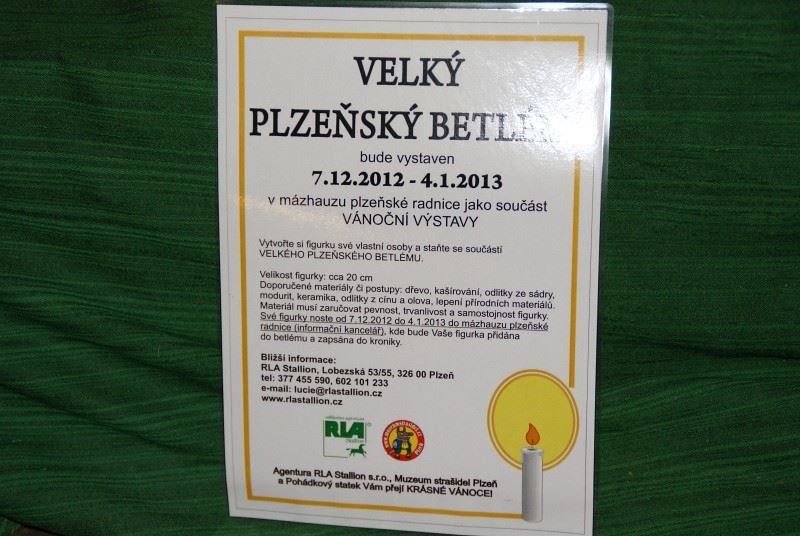 VELKÝ
PLZEŇSKÝ
bude vystaven
7.12.2012 - 4.1.2013
v mázhauzu plzeňské radnice jako součást
VÁNOČNÍ VÝSTAVY
Vytvořte si figurku své vlastní osoby a staňte se součástí
VELKÉHO PLZEŇSKÉHO BETLÉMU.
Velikost figurky: cca 20 cm
Doporučené materiály či postupy: dřevo, kašírování, odlitky ze sádry,
modurit, keramika, odlitky z cínu a olova, lepení přírodních materiálů.
Materiál musí zaručovat pevnost, trvanlivost a samostojnost figurky.
Své figurky noste od 7.12.2012 do 4.1.2013 do mázhauzu plzeňské
radnice (informační kancelář), kde bude Vaše figurka přidána
do betlému a zapsána do kroniky.
Bližší informace:
RLA Stallion, Lobezská 53/55, 326 00 Plzeň
tel: 377 455 590, 602 101 233
e-mail: lucie@rlastallion.cz
www.rlastallion.cz
RLA
Stallion
Agentura RLA Stallion s.r.o., Muzeum strašidel Plzeň
a Pohádkový statek Vám přejí KRÁSNÉ VÁNOCE!